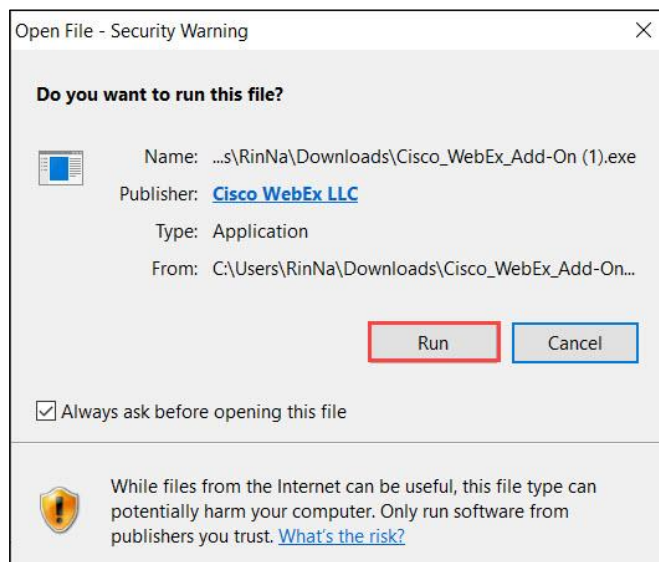 Open File - Security Warning
Do you want to run this file?
Name: ...s\RinNa\Downloads\Cisco_WebEx_Add-On (1).exe
Publisher: Cisco WebEx LLC
Type: Application
From: C:\Users\RinNa\Downloads\Cisco_WebEx_Add-On...
Run Cancel
Always ask before opening this file
While files from the Internet can be useful, this file type can
potentially harm your computer. Only run software from
publishers you trust. What's the risk?